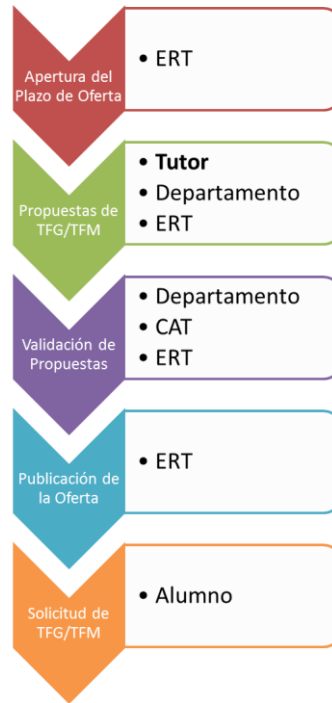 Apertura del
Plazo de Oferta
• ERT
Propuestas de
TFG/TFM
• Tutor
• Departamento
• ERT
Validación de
Propuestas
• Departamento
• CAT
• ERT
Publicación de
la Oferta
• ERT
Solicitud de
TFG/TFM
• Alumno